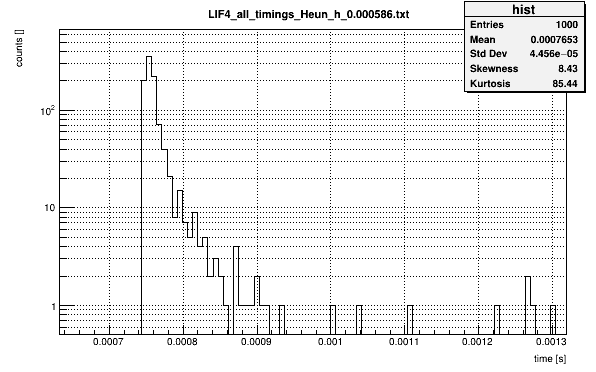 LIF4_all_timings_Heun_h_0.000586.txt
hist
Entries 1000
Mean 0.0007653
Std Dev 4.456e−05
Skewness 8.43
Kurtosis 85.44
counts []
10²
10
1
0.0007 0.0008 0.0009 0.001 0.0011 0.0012 0.0013
time [s]